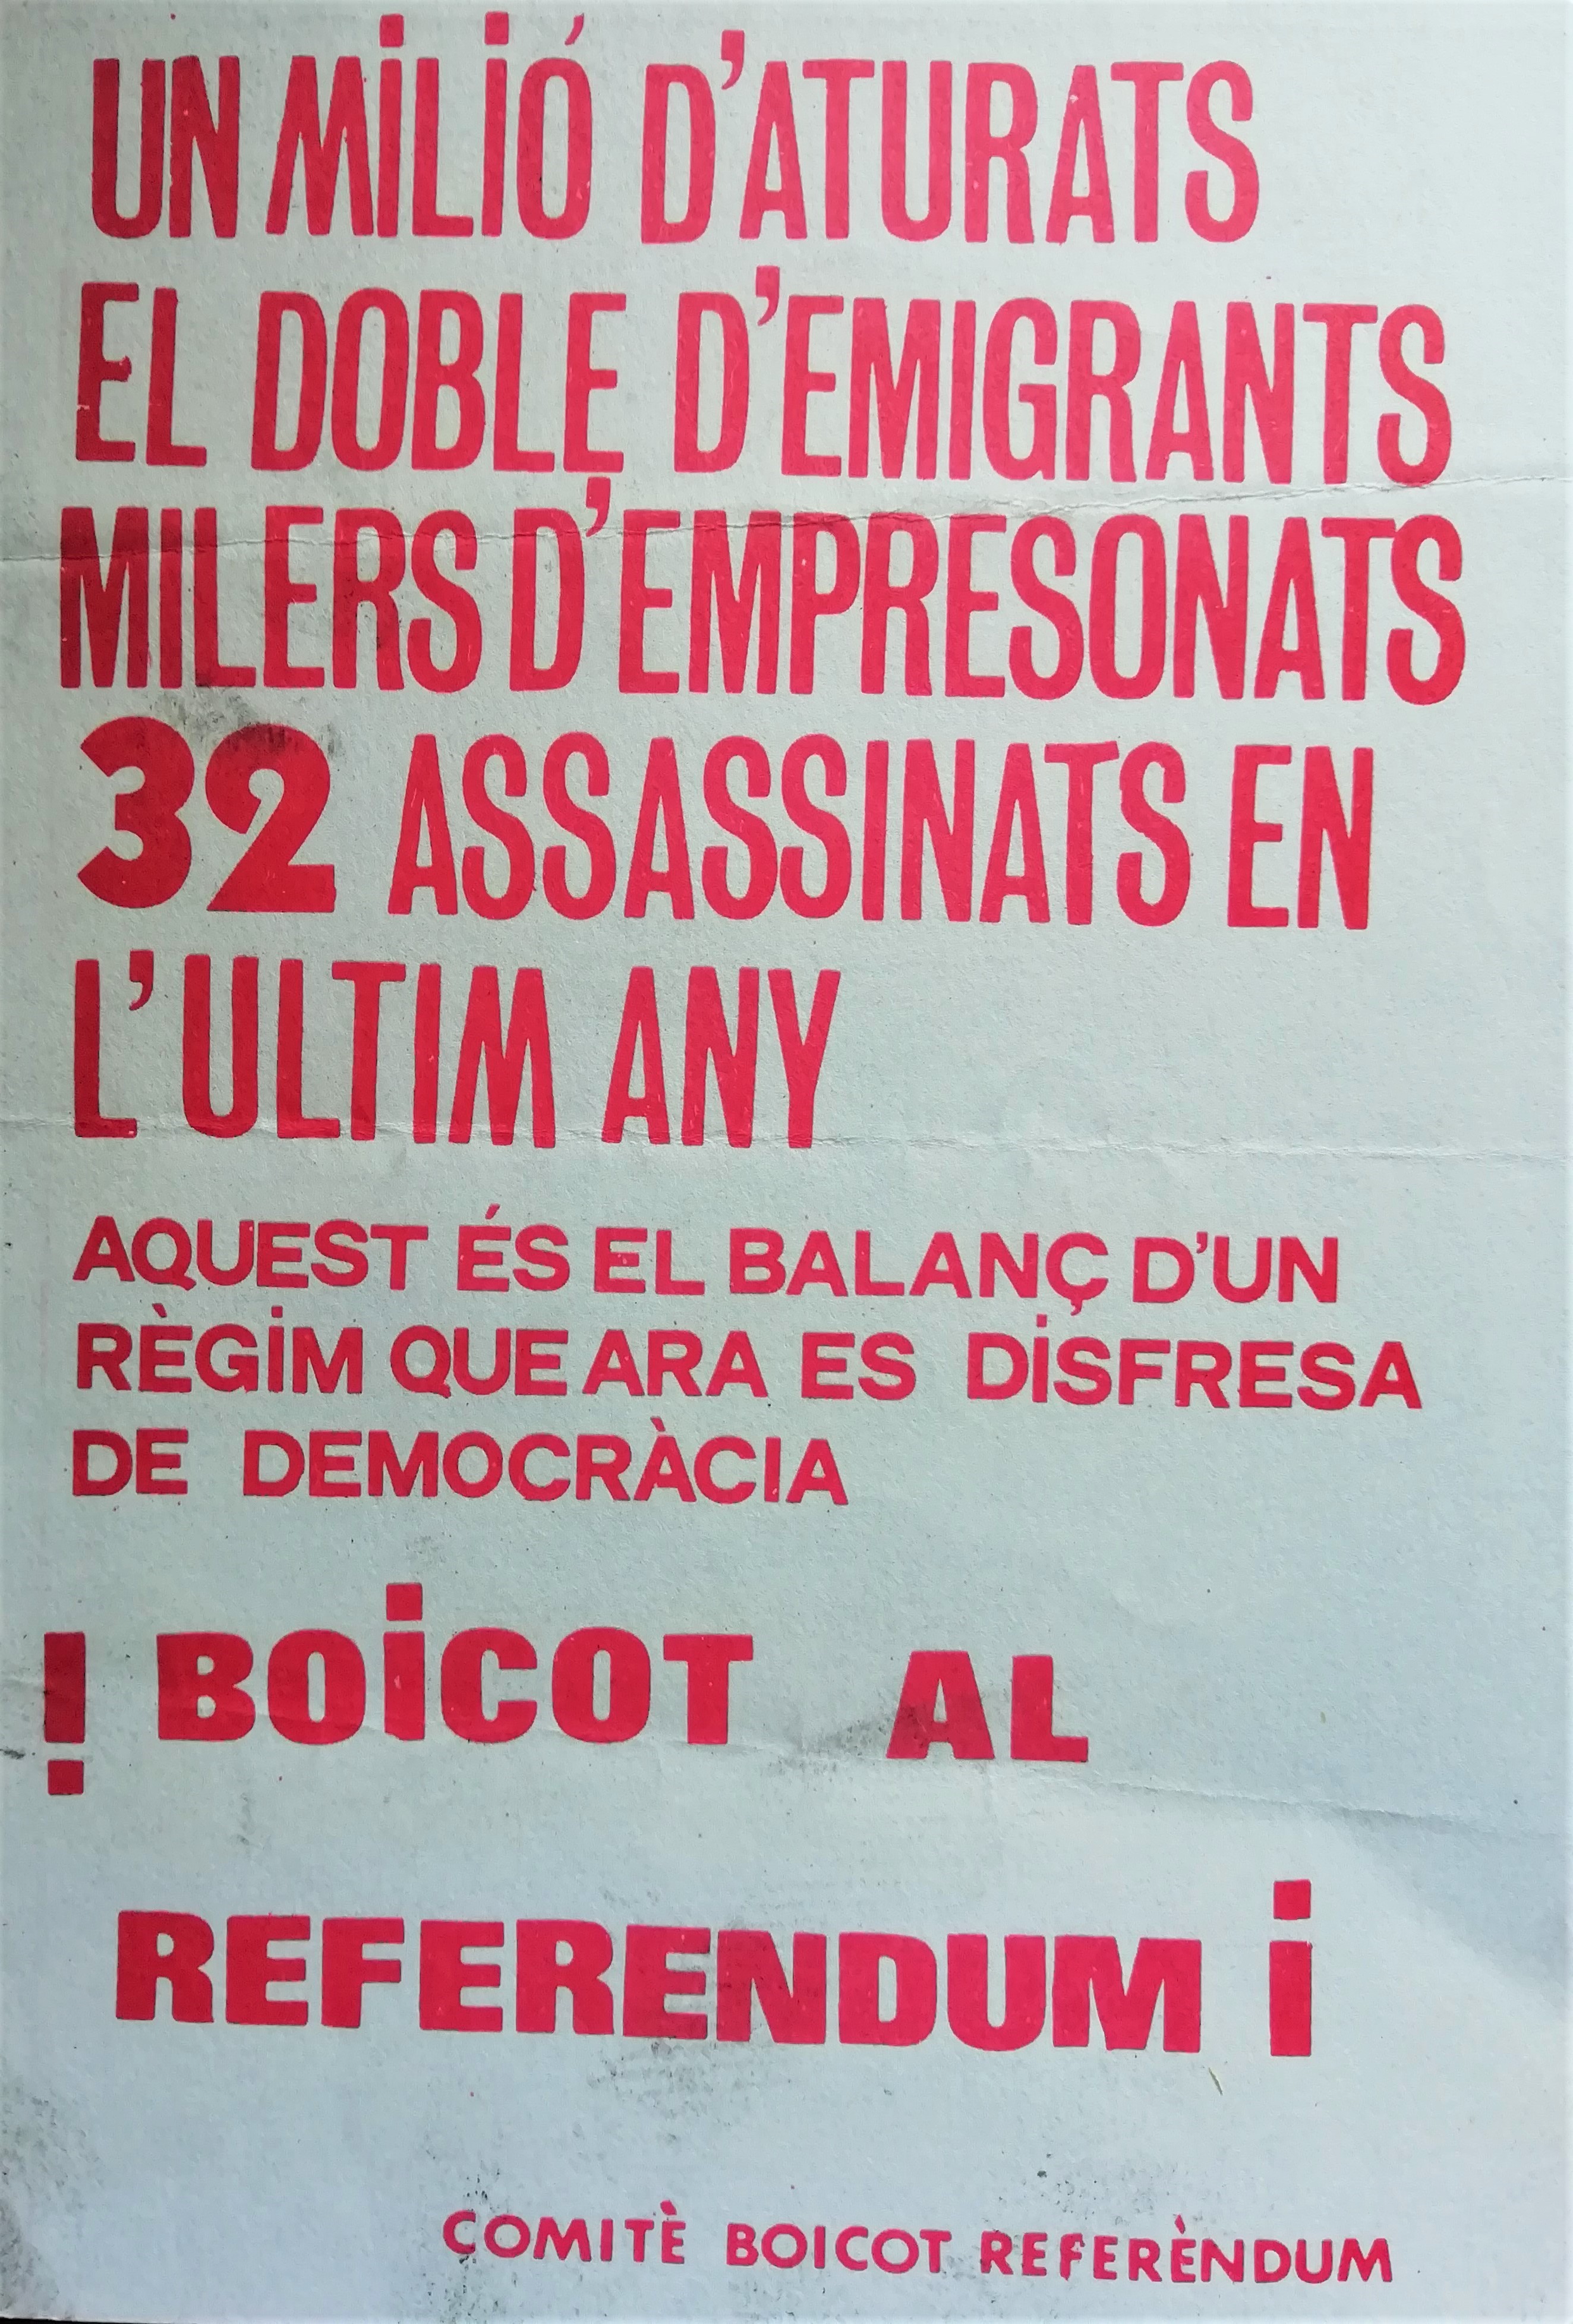 UN MiLiÓ D'ATURATS
EL DOBLE D'EMIGRANTS
MILERS D'EMPRESONATS
32 ASSASSINATS EN
L'ULTIM ANY
AQUEST ÉS EL BALANÇ D'UN
RÈGiM QUE ARA ES DiSFRESA
DE DEMOCRÀCIA
! BOiCOT AL
REFERENDUM ¡
COMITÈ BOICOT REFERÈNDUM